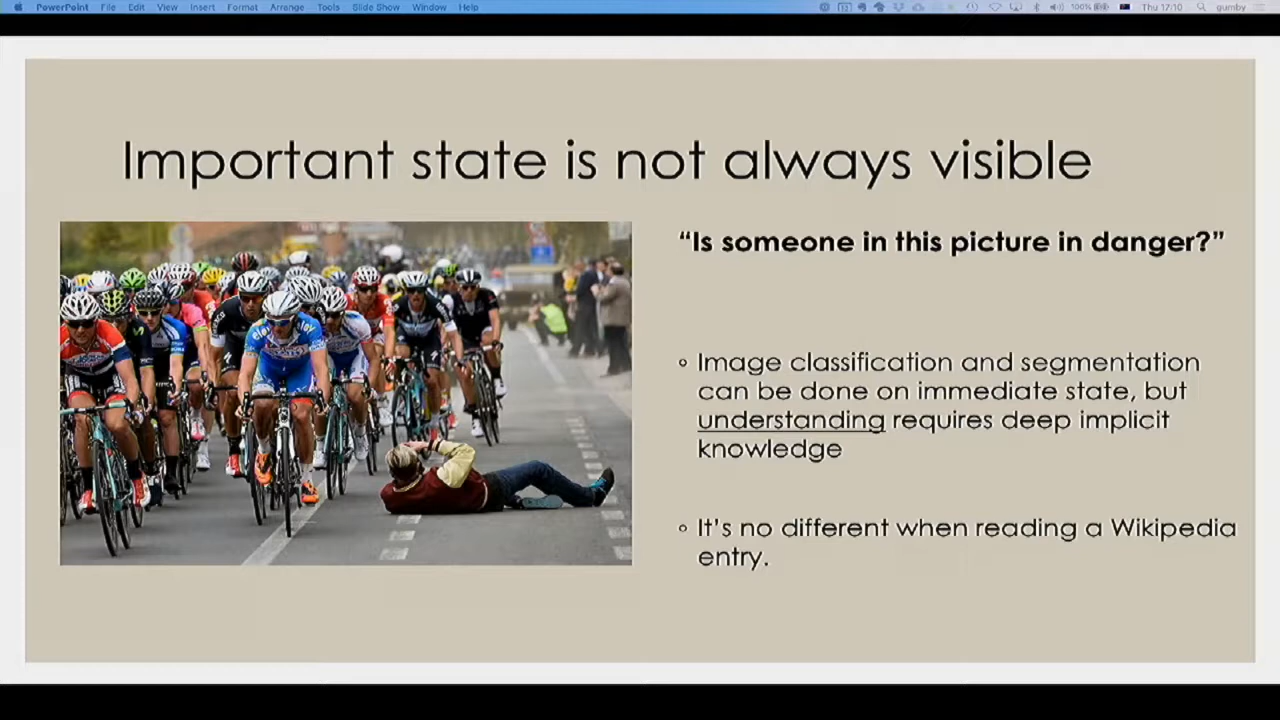 PowerPoint File Edit View Insert Format Arrange Tools Slide Show Window Help 100% Thu 17:10 gumby
Important state is not always visible
“Is someone in this picture in danger?”
◦ Image classification and segmentation
can be done on immediate state, but
understanding requires deep implicit
knowledge
◦ It’s no different when reading a Wikipedia
entry.